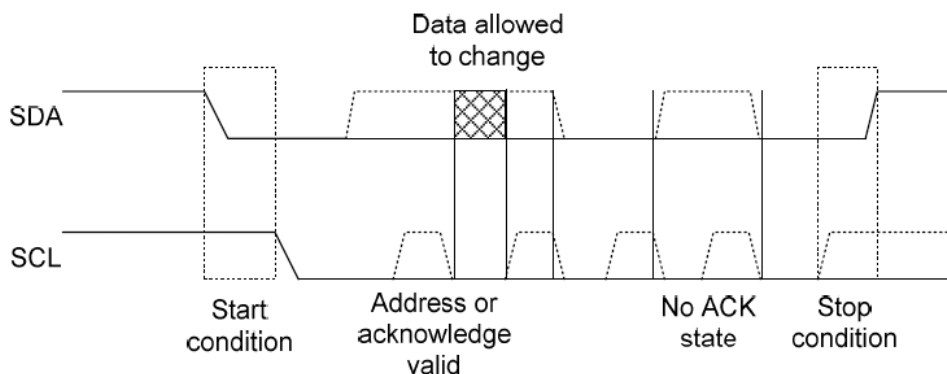 Data allowed
to change
SDA
SCL
Start
condition
Address or
acknowledge
valid
No ACK
state
Stop
condition